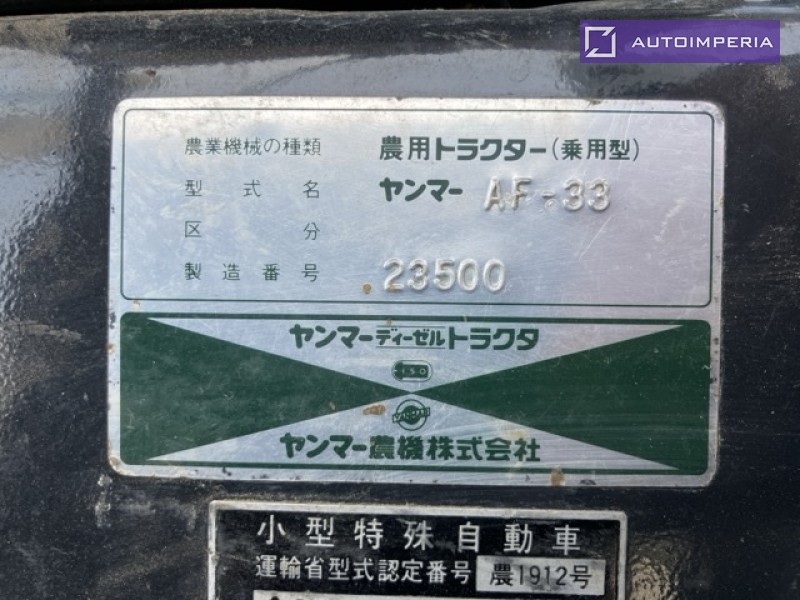 AUTOIMPERIA
農業機械の種類 農用トラクター(乗用型)
型式名 ヤンマー AF-33
区分
製造番号 23500
ヤンマーディーゼルトラクタ
YANMAR
ヤンマー農機株式会社
小型特殊自動車
運輸省型式認定番号 農1912号